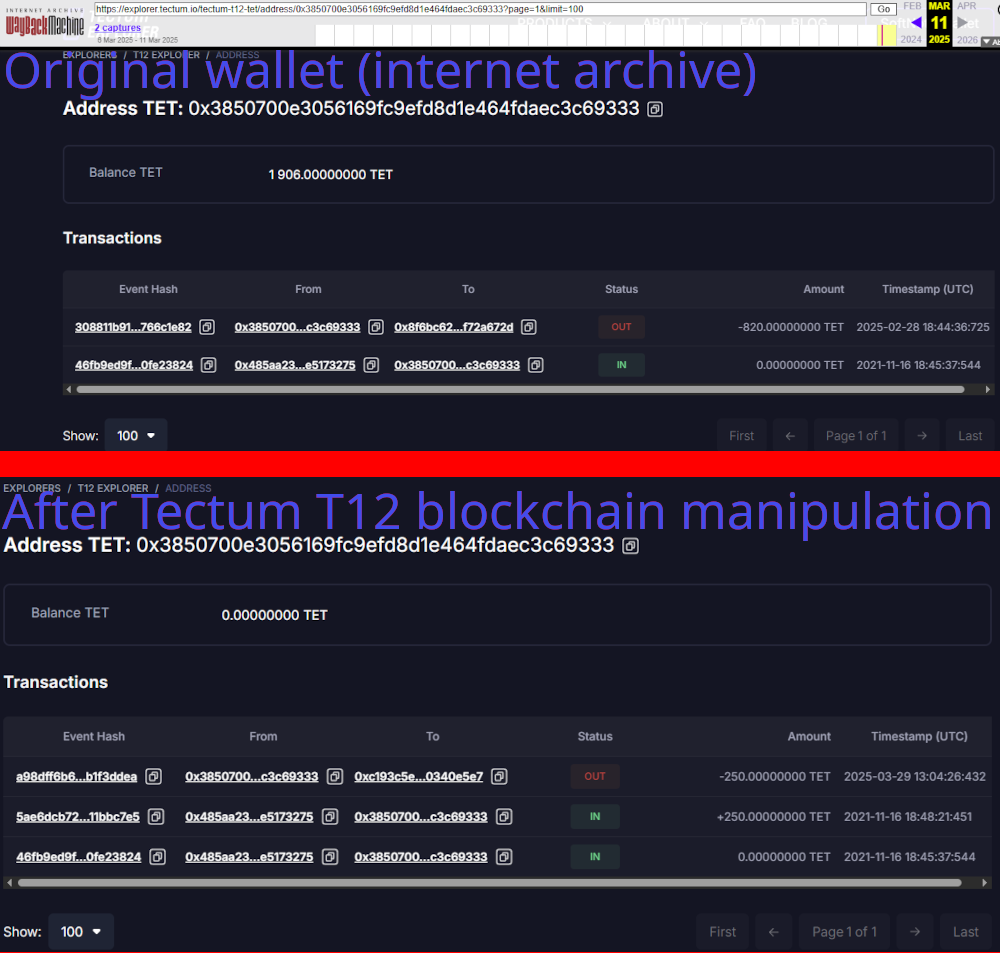 INTERNET ARCHIVE
WayBackMachine
https://explorer.tectum.io/tectum-t12-tet/address/0x3850700e3056169fc9efd8d1e464fdaec3c69333?page=1&limit=100
Go
FEB MAR APR
2 captures
11
6 Mar 2025 - 11 Mar 2025
2024 2025 2026
PRODUCTS ABOUT FAQ BLOG
EXPLORERS / T12 EXPLORER / ADDRESS
Original wallet (internet archive)
Address TET: 0x3850700e3056169fc9efd8d1e464fdaec3c69333
Balance TET 1 906.00000000 TET
Transactions
Event Hash From To Status Amount Timestamp (UTC)
308811b91...766c1e82 0x3850700...c3c69333 0x8f6bc62...f72a672d OUT -820.00000000 TET 2025-02-28 18:44:36:725
46fb9ed9f...0fe23824 0x485aa23...e5173275 0x3850700...c3c69333 IN 0.00000000 TET 2021-11-16 18:45:37:544
Show: 100 First ← Page 1 of 1 → Last
EXPLORERS / T12 EXPLORER / ADDRESS
After Tectum T12 blockchain manipulation
Address TET: 0x3850700e3056169fc9efd8d1e464fdaec3c69333
Balance TET 0.00000000 TET
Transactions
Event Hash From To Status Amount Timestamp (UTC)
a98dff6b6...b1f3ddea 0x3850700...c3c69333 0xc193c5e...0340e5e7 OUT -250.00000000 TET 2025-03-29 13:04:26:432
5ae6dcb72...11bbc7e5 0x485aa23...e5173275 0x3850700...c3c69333 IN +250.00000000 TET 2021-11-16 18:48:21:451
46fb9ed9f...0fe23824 0x485aa23...e5173275 0x3850700...c3c69333 IN 0.00000000 TET 2021-11-16 18:45:37:544
Show: 100 First ← Page 1 of 1 → Last